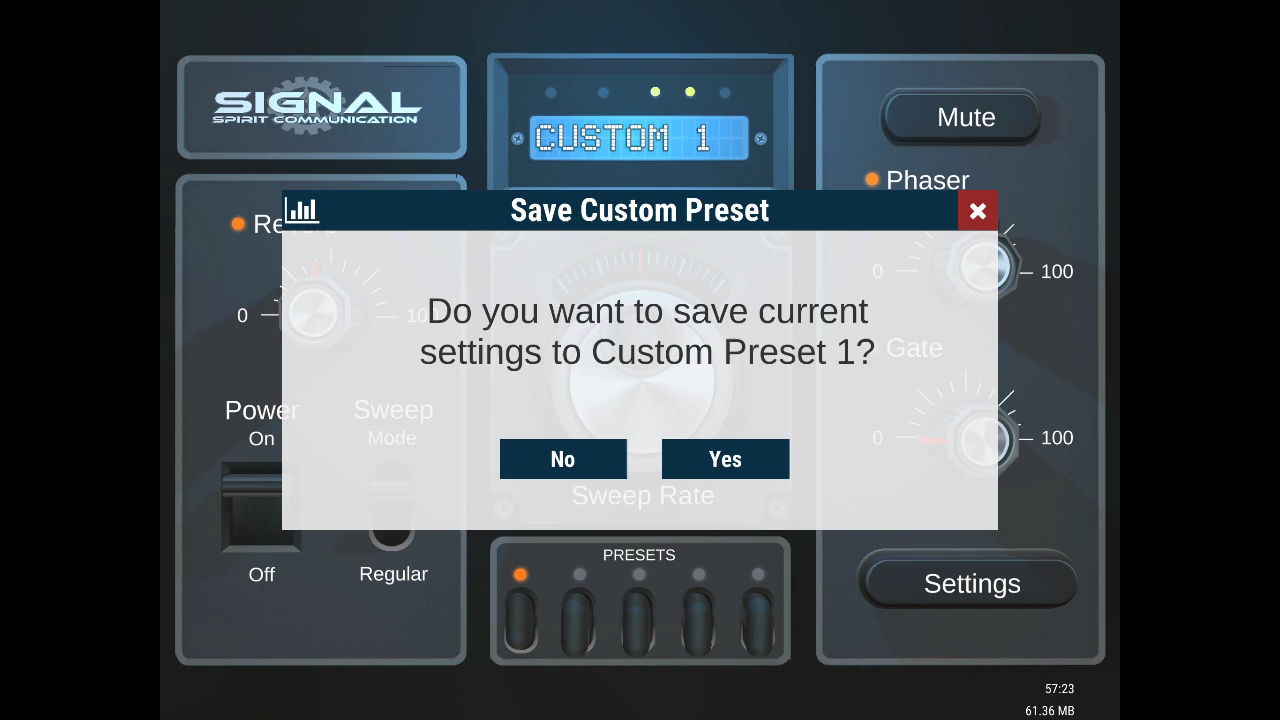 SIGNAL
SPIRIT COMMUNICATION
CUSTOM 1
Mute
Phaser
0
100
Reverb
0
100
Save Custom Preset
Do you want to save current
settings to Custom Preset 1?
No
Yes
Gate
0
100
Power
On
Off
Sweep
Mode
Regular
Sweep Rate
PRESETS
Settings
57:23
61.36 MB